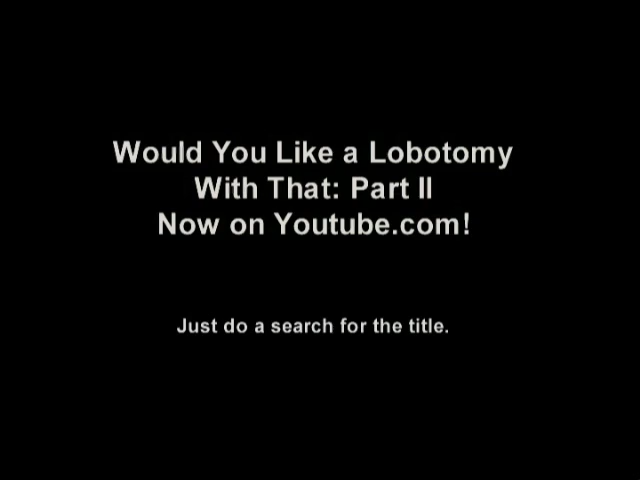 Would You Like a Lobotomy
With That: Part II
Now on Youtube.com!
Just do a search for the title.